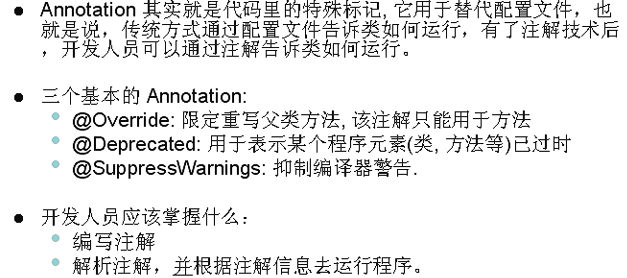 Annotation 其实就是代码里的特殊标记, 它用于替代配置文件，也
就是说，传统方式通过配置文件告诉类如何运行，有了注解技术后
，开发人员可以通过注解告诉类如何运行。
三个基本的 Annotation:
@Override: 限定重写父类方法, 该注解只能用于方法
@Deprecated: 用于表示某个程序元素(类, 方法等)已过时
@SuppressWarnings: 抑制编译器警告.
开发人员应该掌握什么：
编写注解
解析注解，并根据注解信息去运行程序。